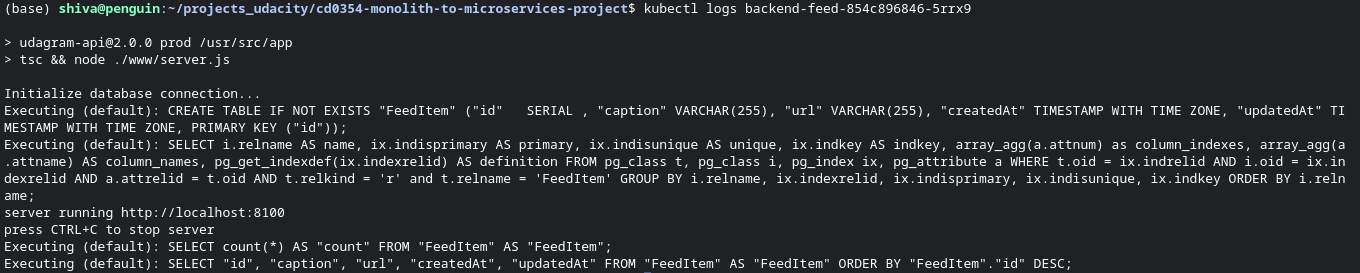 (base) shiva@penguin:~/projects_udacity/cd0354-monolith-to-microservices-project$ kubectl logs backend-feed-854c896846-5rrx9
> udagram-api@2.0.0 prod /usr/src/app
> tsc && node ./www/server.js
Initialize database connection...
Executing (default): CREATE TABLE IF NOT EXISTS "FeedItem" ("id"   SERIAL , "caption" VARCHAR(255), "url" VARCHAR(255), "createdAt" TIMESTAMP WITH TIME ZONE, "updatedAt" TI
MESTAMP WITH TIME ZONE, PRIMARY KEY ("id"));
Executing (default): SELECT i.relname AS name, ix.indisprimary AS primary, ix.indisunique AS unique, ix.indkey AS indkey, array_agg(a.attnum) as column_indexes, array_agg(a
.attname) AS column_names, pg_get_indexdef(ix.indexrelid) AS definition FROM pg_class t, pg_class i, pg_index ix, pg_attribute a WHERE t.oid = ix.indrelid AND i.oid = ix.in
dexrelid AND a.attrelid = t.oid AND t.relkind = 'r' and t.relname = 'FeedItem' GROUP BY i.relname, ix.indexrelid, ix.indisprimary, ix.indisunique, ix.indkey ORDER BY i.reln
ame;
server running http://localhost:8100
press CTRL+C to stop server
Executing (default): SELECT count(*) AS "count" FROM "FeedItem" AS "FeedItem";
Executing (default): SELECT "id", "caption", "url", "createdAt", "updatedAt" FROM "FeedItem" AS "FeedItem" ORDER BY "FeedItem"."id" DESC;